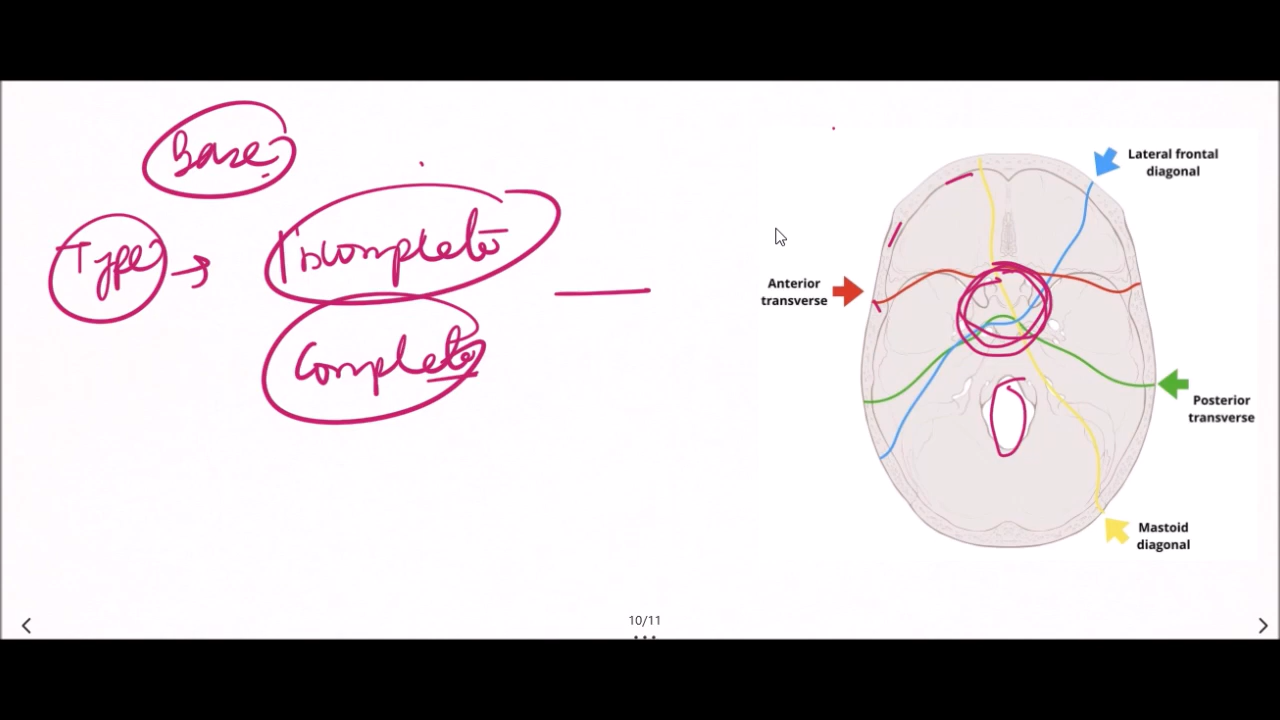 Base
Type →
Incomplete
Complete
Lateral frontal
diagonal
Anterior
transverse
Posterior
transverse
Mastoid
diagonal
10/11